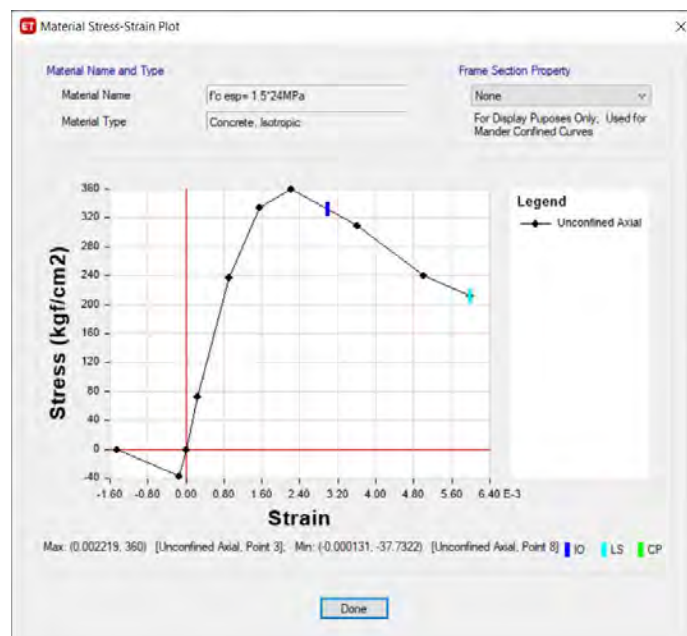 ET Material Stress-Strain Plot
Material Name and Type
Material Name
f'c esp= 1.5*24MPa
Material Type
Concrete, Isotropic
Frame Section Property
None
For Display Puposes Only, Used for
Mander Confined Curves
Stress (kgf/cm2)
360
320
280
240
200
160
120
80
40
0
-40
-1.60 -0.80 0.00 0.80 1.60 2.40 3.20 4.00 4.80 5.60 6.40 E-3
Strain
Legend
Unconfined Axial
Max: (0.002219, 360) [Unconfined Axial, Point 3]; Min: (-0.000131, -37.7322) [Unconfined Axial, Point 8] IO LS CP
Done